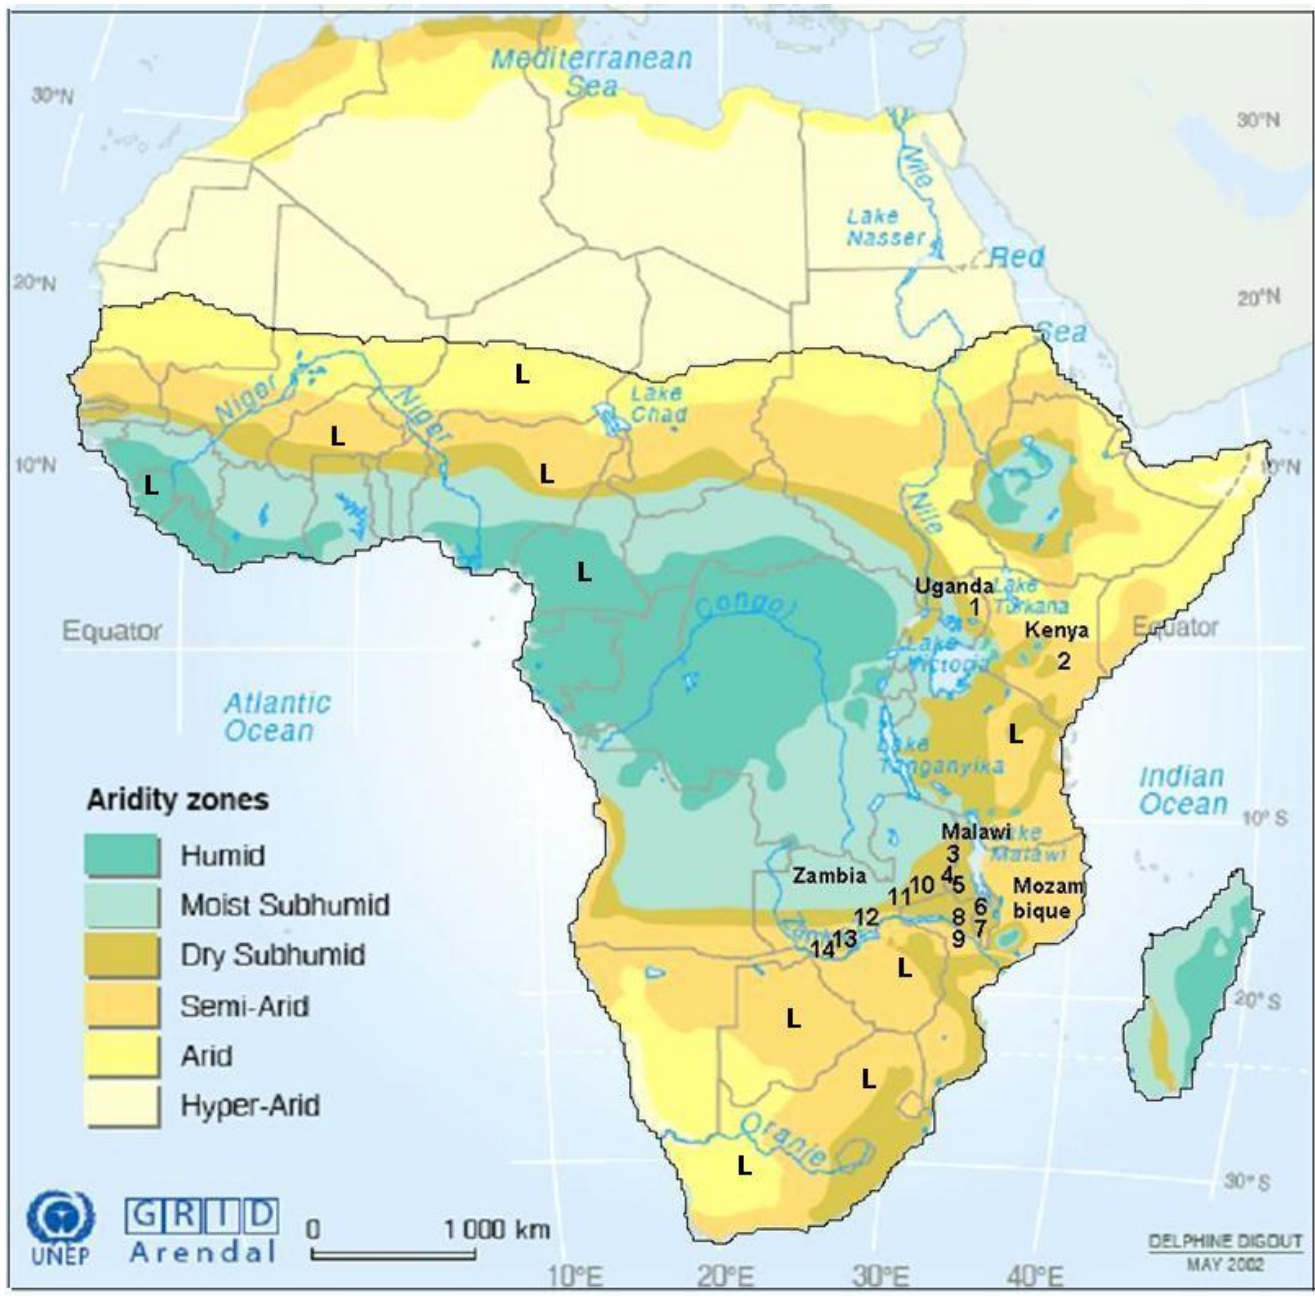 Mediterranean
Sea
30°N
30°N
Nile
Lake
Nasser
Red
Sea
20°N
20°N
L
Niger
Niger
Lake
Chad
L
L
10°N
10°N
L
Nile
L
Uganda
1
Lake
Turkana
Congo
Kenya
2
Equator
Equator
Lake
Victoria
Atlantic
Ocean
L
Lake
Tanganyika
Indian
Ocean
Aridity zones
10° S
Malawi
Lake
Malawi
3
Humid
Zambia
4
5
10
11
Mozam
bique
Moist Subhumid
6
12
8
7
13
14
9
Dry Subhumid
L
Semi-Arid
L
20° S
Arid
L
Hyper-Arid
Oranje
L
30° S
UNEP
GRID
Arendal
0
1 000 km
DELPHINE DIGOUT
MAY 2002
10°E
20°E
30°E
40°E